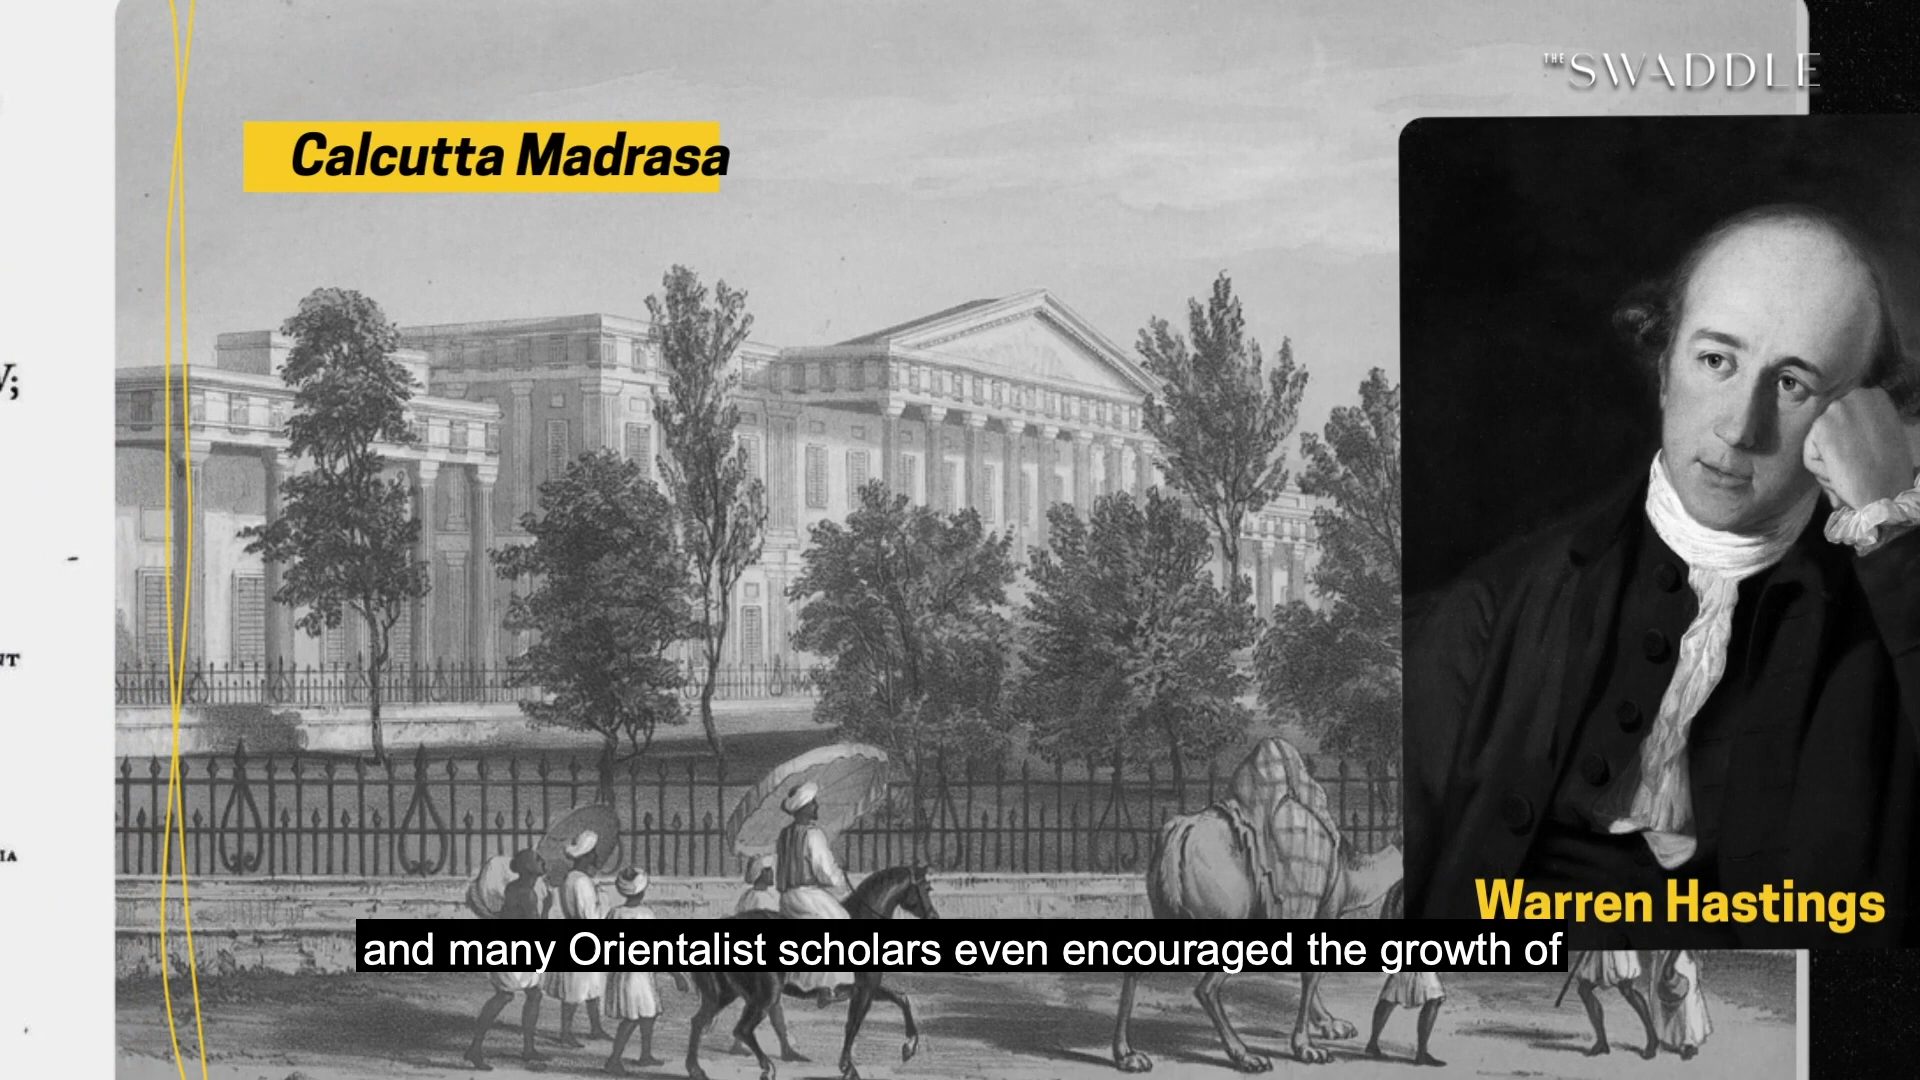 THE SWADDLE
Calcutta Madrasa
Warren Hastings
and many Orientalist scholars even encouraged the growth of